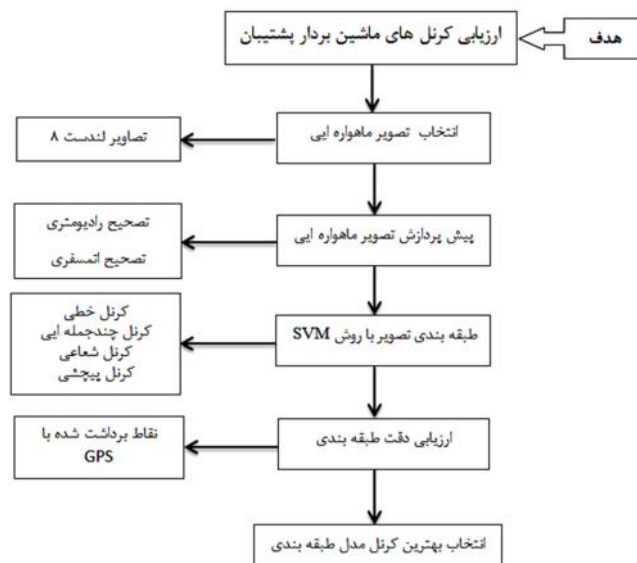 هدف
ارزیابی کرنل های ماشین بردار پشتیبان
انتخاب تصویر ماهواره ایی
تصاویر لندست ۸
پیش پردازش تصویر ماهواره ایی
تصحیح رادیومتری
تصحیح اتمسفری
طبقه بندی تصویر با روش SVM
کرنل خطی
کرنل چندجمله ایی
کرنل شعاعی
کرنل پیچشی
ارزیابی دقت طبقه بندی
نقاط برداشت شده با
GPS
انتخاب بهترین کرنل مدل طبقه بندی